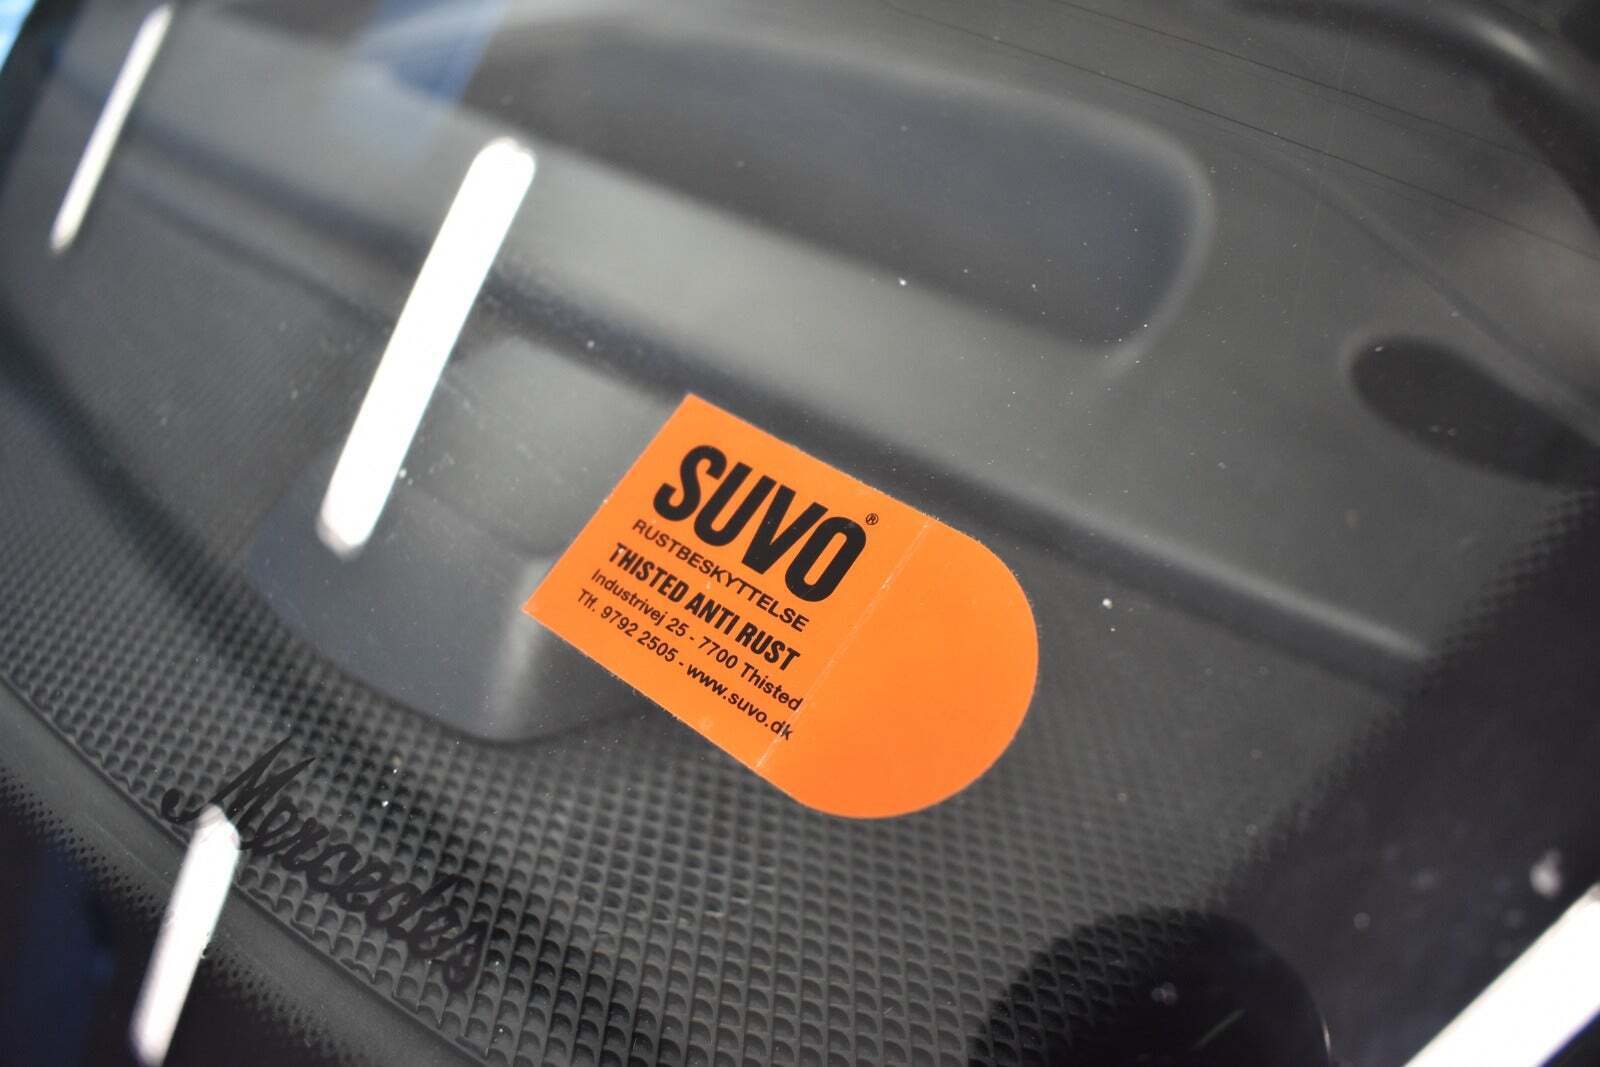 SUVO®
RUSTBESKYTTELSE
THISTED ANTI RUST
Industrivej 25 - 7700 Thisted
Tlf. 9792 2505 - www.suvo.dk
Mercedes